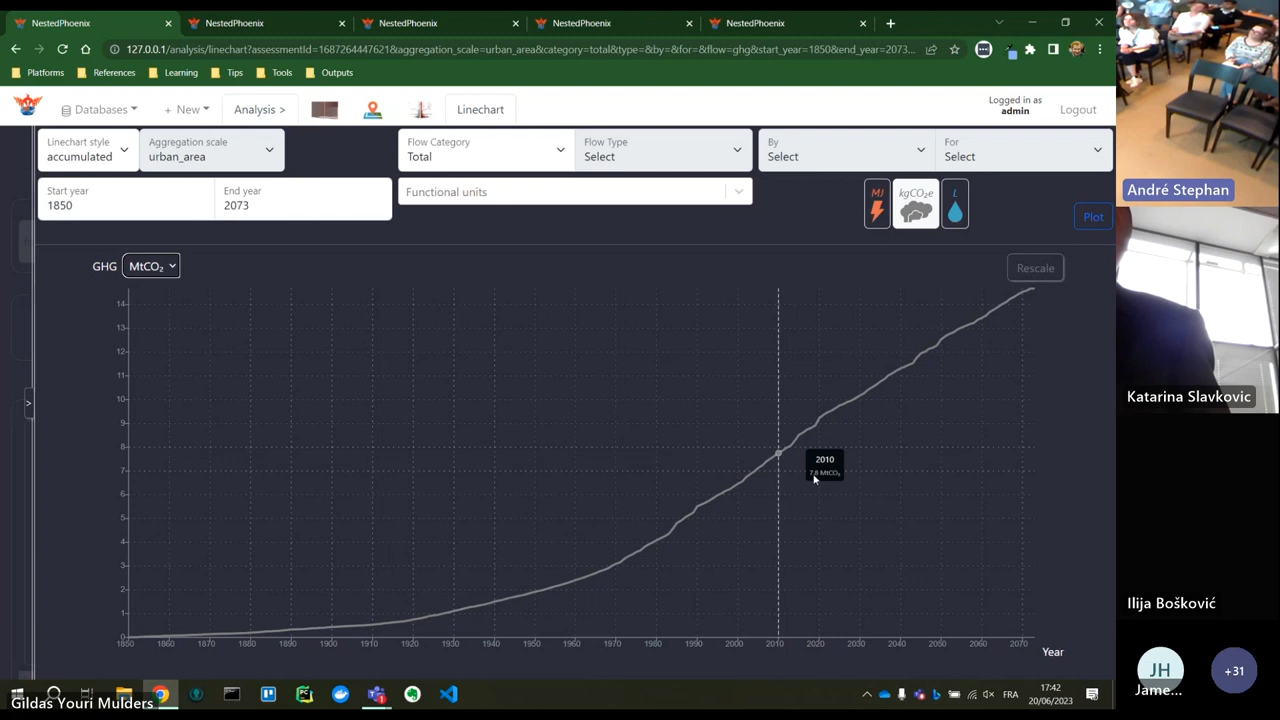 NestedPhoenix
NestedPhoenix
NestedPhoenix
NestedPhoenix
NestedPhoenix
127.0.0.1/analysis/linechart?assessmentId=1687264447621&aggregation_scale=urban_area&category=total&type=&by=&for=&flow=ghg&start_year=1850&end_year=2073...
Platforms
References
Learning
Tips
Tools
Outputs
Databases
+ New
Analysis >
Linechart
Logged in as
admin
Logout
Linechart style
accumulated
Aggregation scale
urban_area
Flow Category
Total
Flow Type
Select
By
Select
For
Select
Start year
1850
End year
2073
Functional units
MJ
kgCO₂e
L
Plot
GHG
MtCO₂
Rescale
14
13
12
11
10
9
8
7
6
5
4
3
2
1
0
2010
7.8 MtCO₂
1850
1860
1870
1880
1890
1900
1910
1920
1930
1940
1950
1960
1970
1980
1990
2000
2010
2020
2030
2040
2050
2060
2070
Year
>
André Stephan
Katarina Slavkovic
Ilija Bošković
JH
Jame...
+31
Gildas Youri Mulders
FRA
17:42
20/06/2023